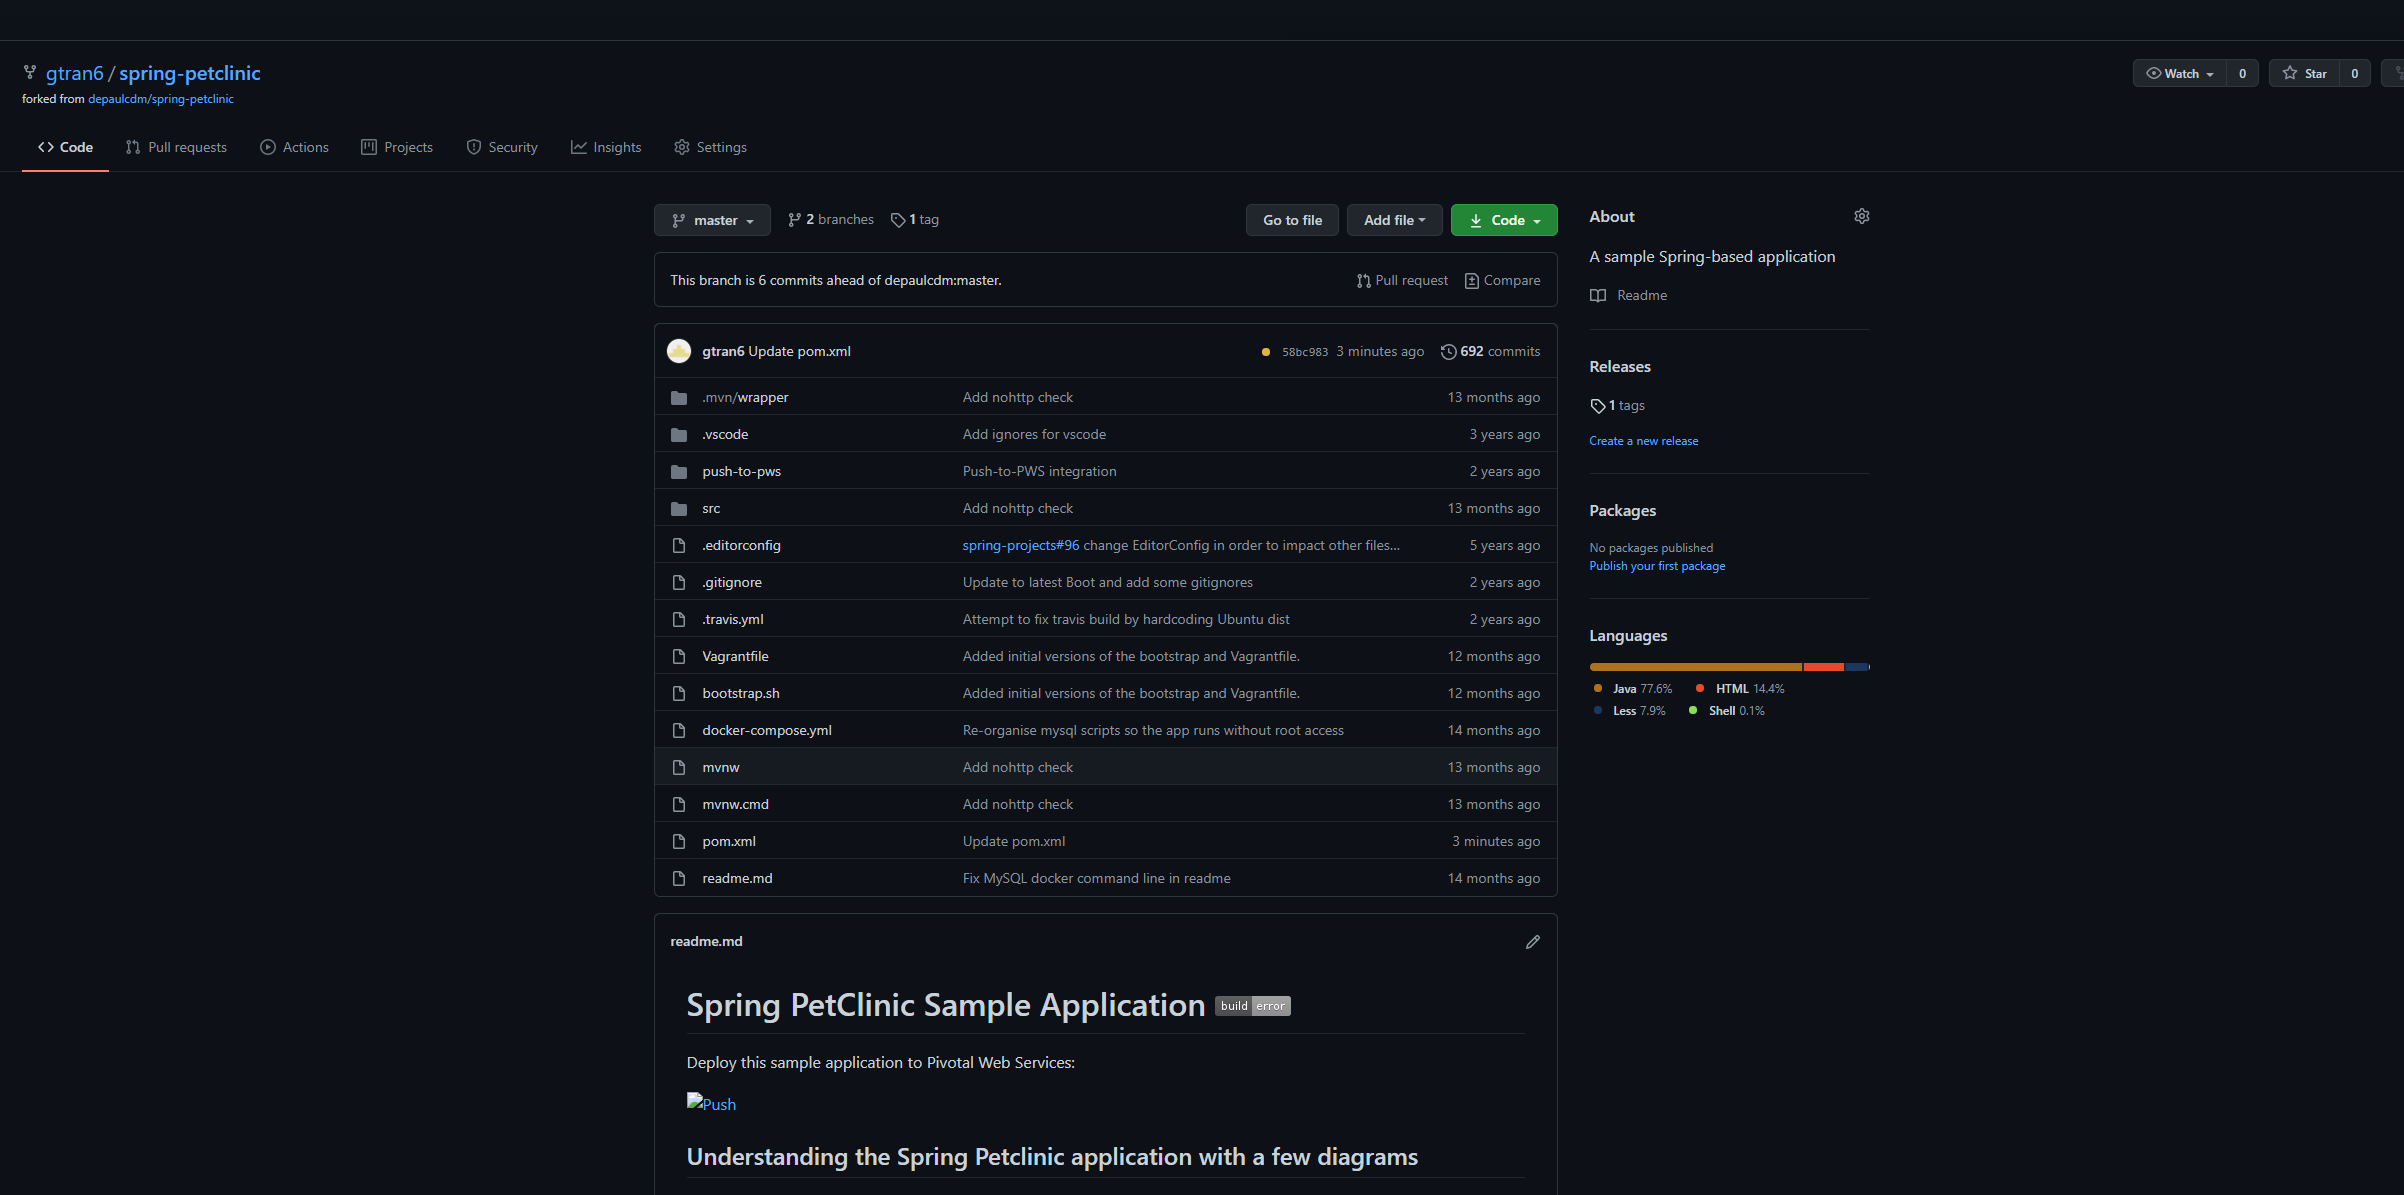 gtran6 / spring-petclinic
forked from depaulcdm/spring-petclinic
Watch 0 Star 0
Code Pull requests Actions Projects Security Insights Settings
master 2 branches 1 tag Go to file Add file Code
This branch is 6 commits ahead of depaulcdm:master. Pull request Compare
gtran6 Update pom.xml 58bc983 3 minutes ago 692 commits
.mvn/wrapper Add nohttp check 13 months ago
.vscode Add ignores for vscode 3 years ago
push-to-pws Push-to-PWS integration 2 years ago
src Add nohttp check 13 months ago
.editorconfig spring-projects#96 change EditorConfig in order to impact other files... 5 years ago
.gitignore Update to latest Boot and add some gitignores 2 years ago
.travis.yml Attempt to fix travis build by hardcoding Ubuntu dist 2 years ago
Vagrantfile Added initial versions of the bootstrap and Vagrantfile. 12 months ago
bootstrap.sh Added initial versions of the bootstrap and Vagrantfile. 12 months ago
docker-compose.yml Re-organise mysql scripts so the app runs without root access 14 months ago
mvnw Add nohttp check 13 months ago
mvnw.cmd Add nohttp check 13 months ago
pom.xml Update pom.xml 3 minutes ago
readme.md Fix MySQL docker command line in readme 14 months ago
readme.md
Spring PetClinic Sample Application build error
Deploy this sample application to Pivotal Web Services:
Push
Understanding the Spring Petclinic application with a few diagrams
About
A sample Spring-based application
Readme
Releases
1 tags
Create a new release
Packages
No packages published
Publish your first package
Languages
Java 77.6% HTML 14.4%
Less 7.9% Shell 0.1%